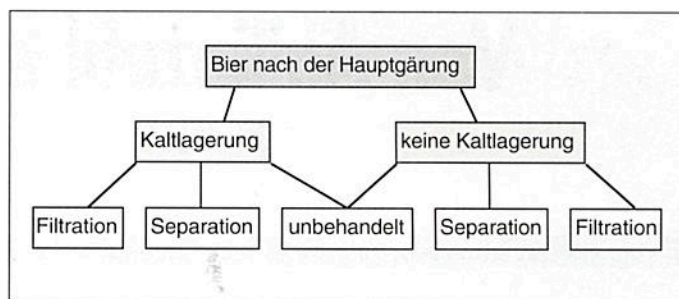 Bier nach der Hauptgärung
Kaltlagerung keine Kaltlagerung
Filtration Separation unbehandelt Separation Filtration